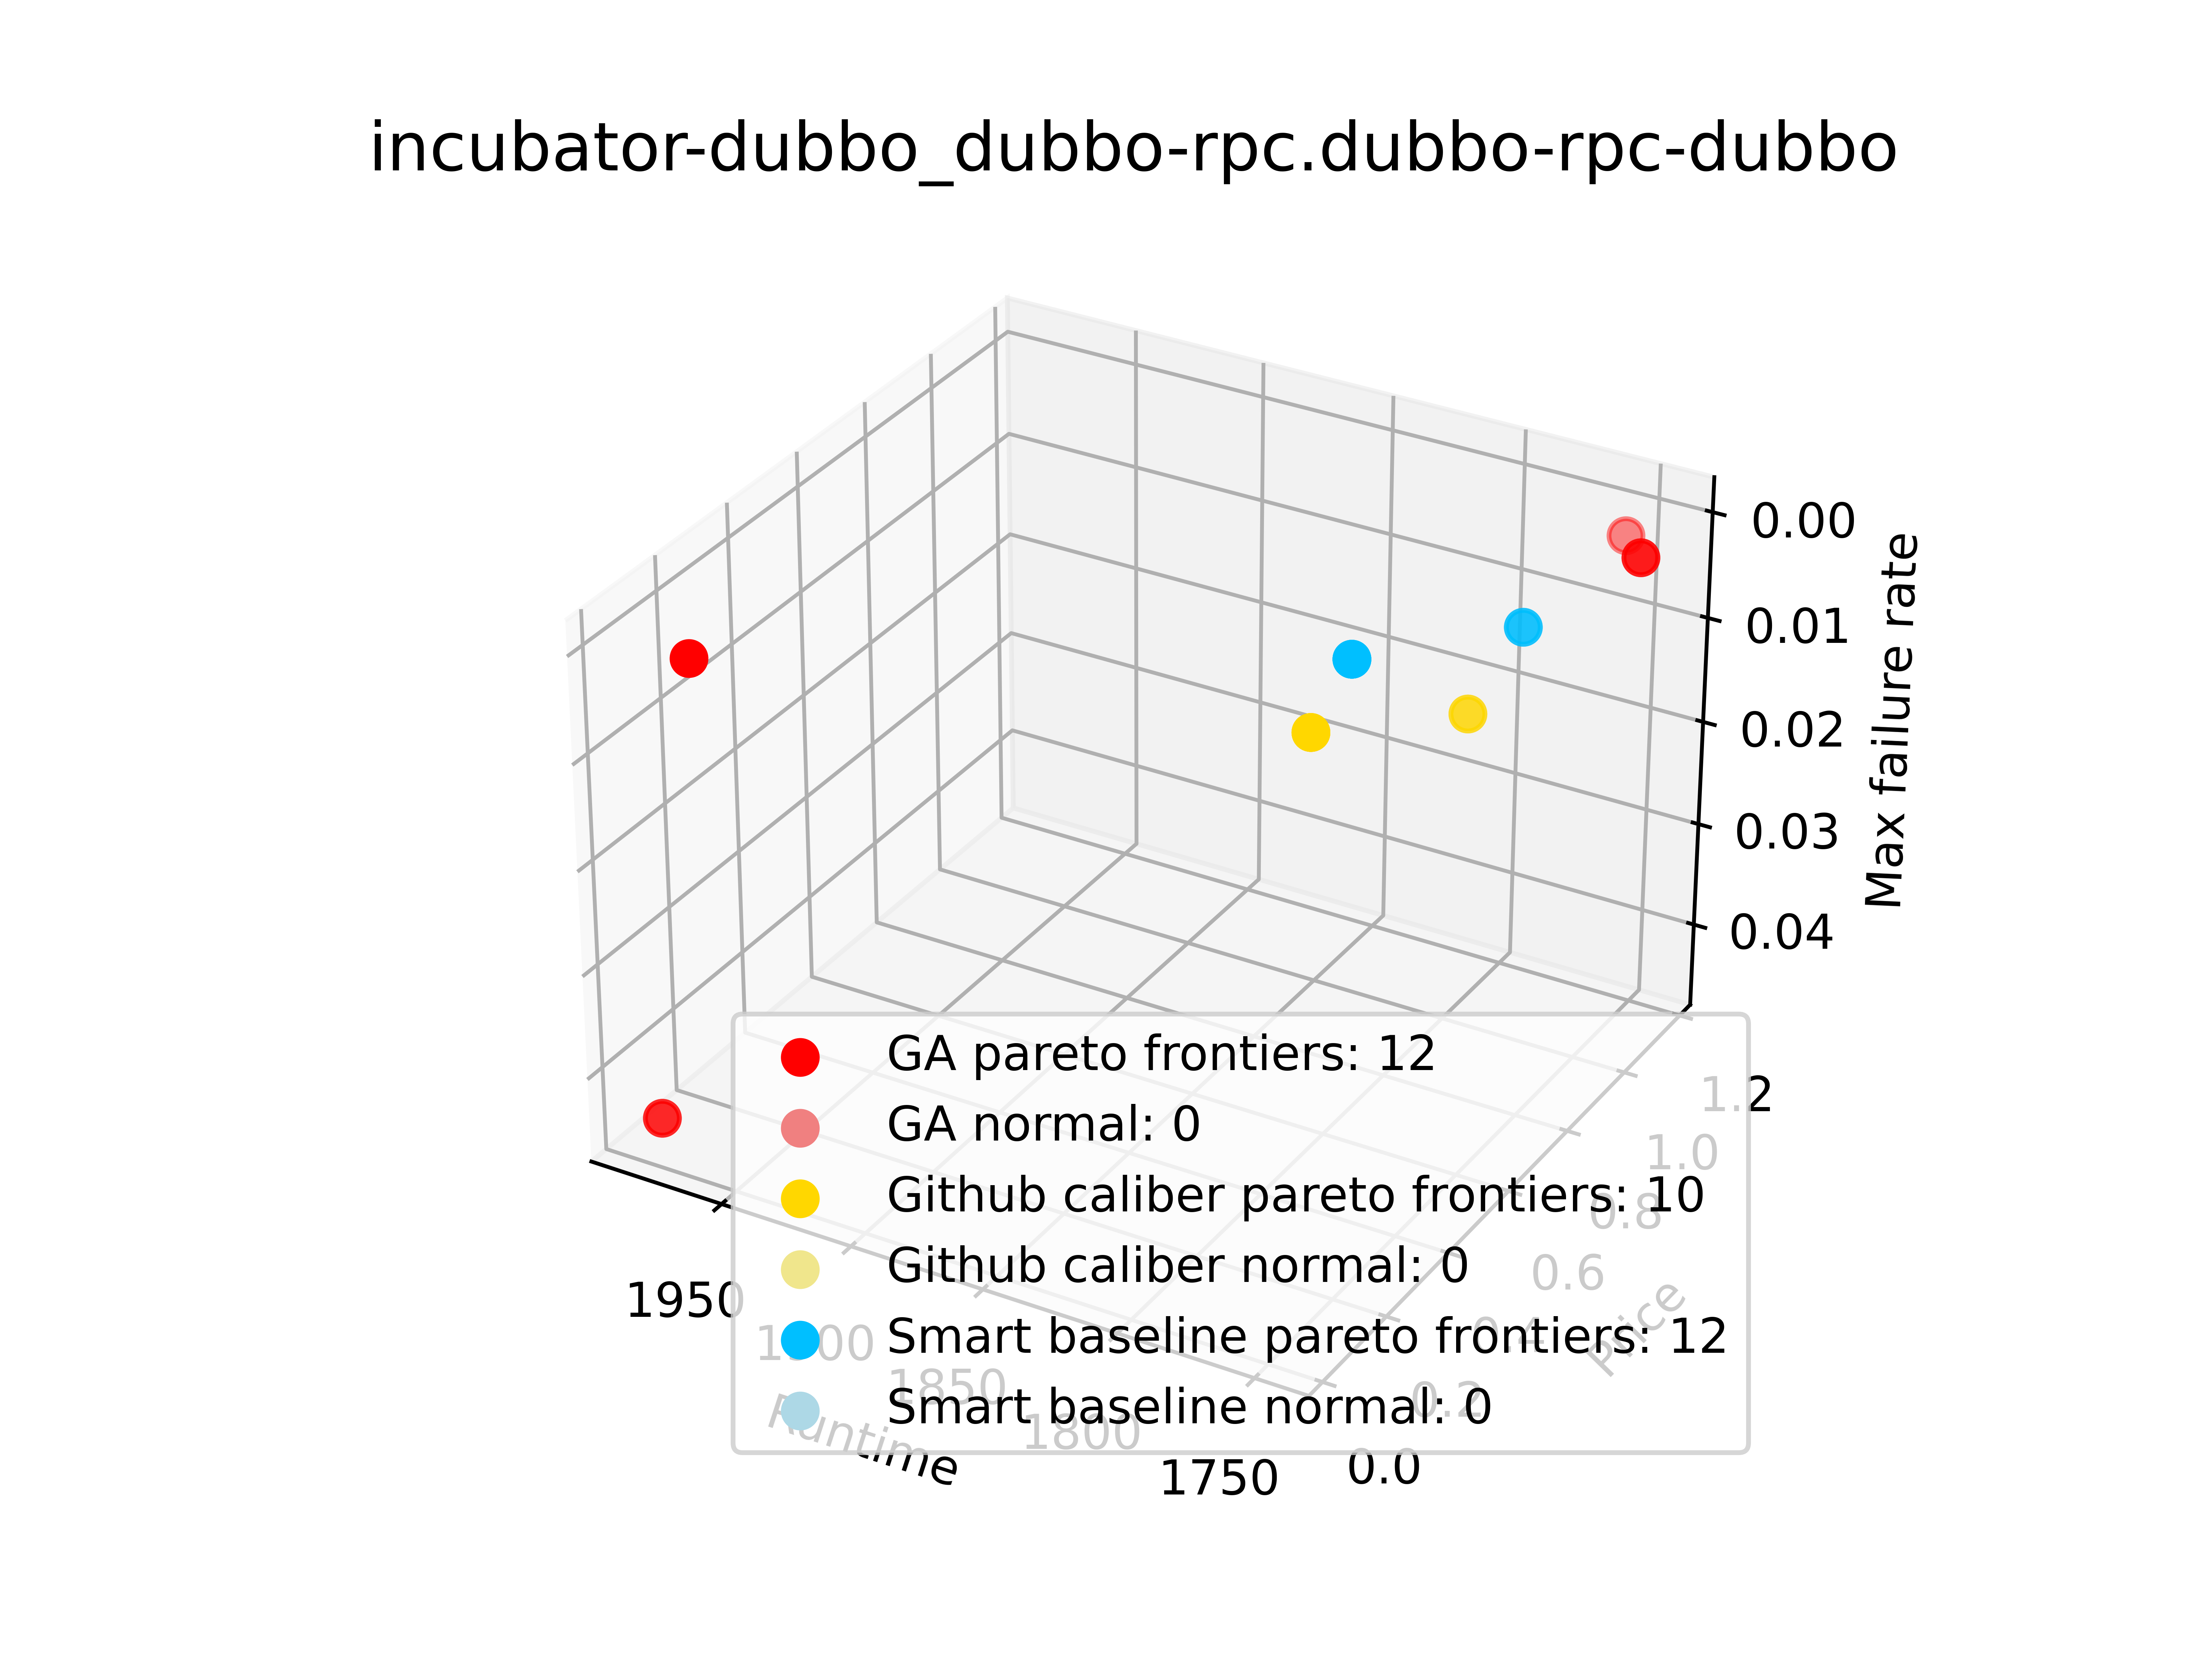 incubator-dubbo_dubbo-rpc.dubbo-rpc-dubbo
0.00
0.01
0.02
0.03
0.04
Max failure rate
GA pareto frontiers: 12
GA normal: 0
Github caliber pareto frontiers: 10
Github caliber normal: 0
Smart baseline pareto frontiers: 12
Smart baseline normal: 0
1.2
1.0
0.8
0.6
0.4
0.2
0.0
Price
1950
1900
1850
1800
1750
Runtime